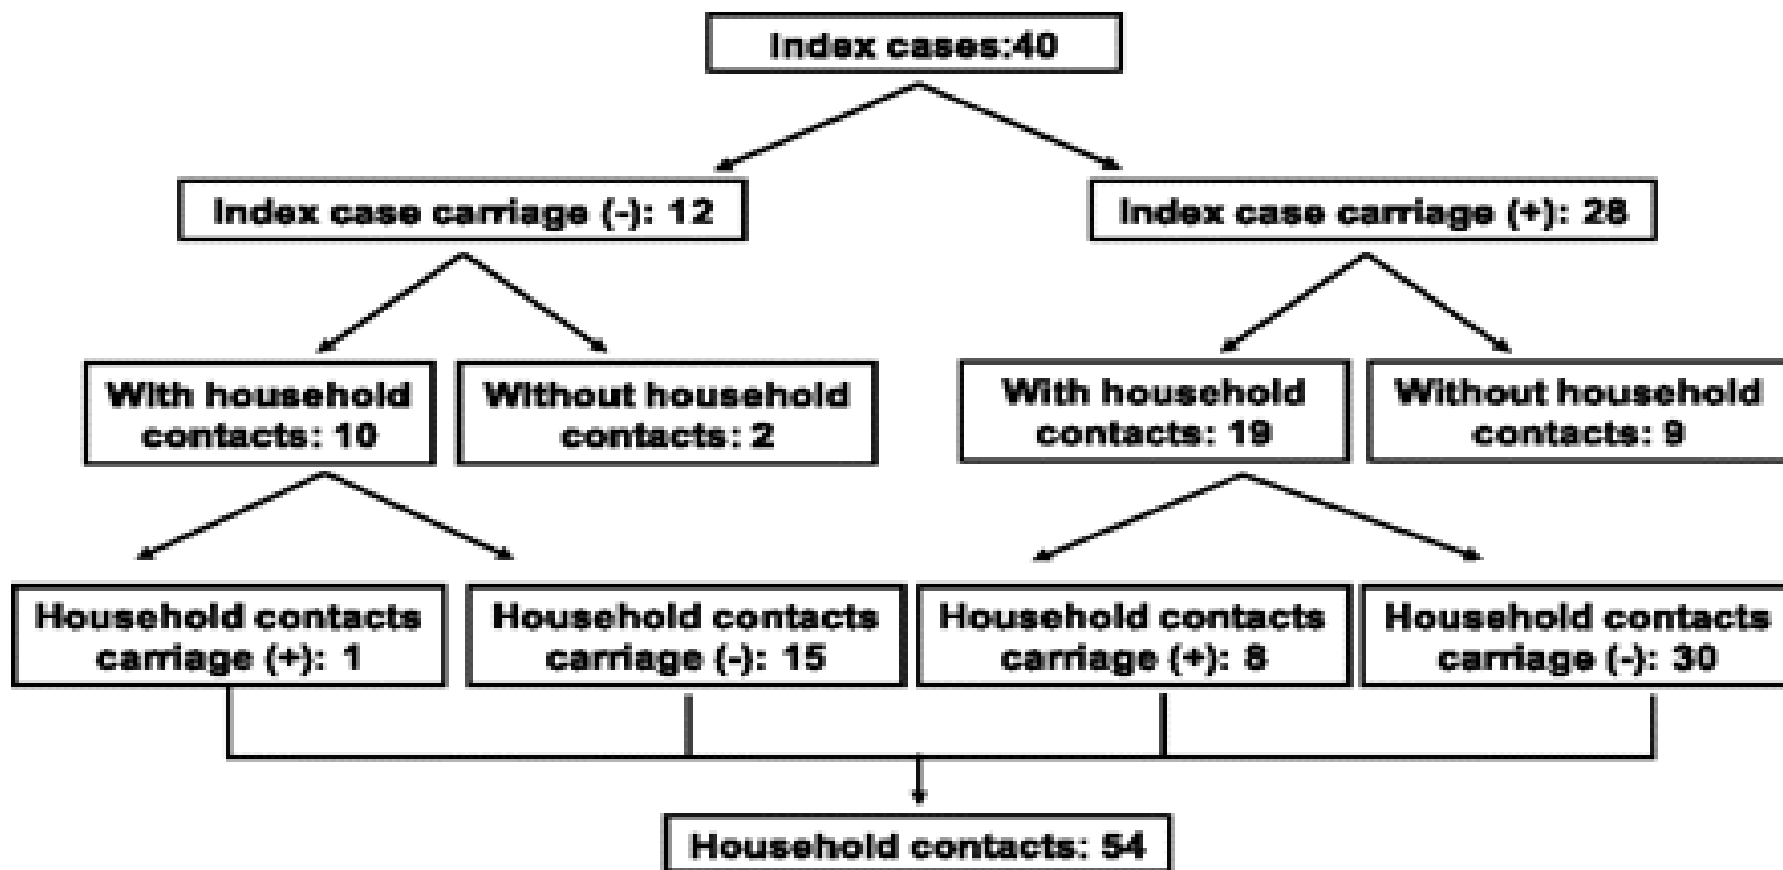 Index cases:40
Index case carriage (-): 12
Index case carriage (+): 28
With household
contacts: 10
Without household
contacts: 2
With household
contacts: 19
Without household
contacts: 9
Household contacts
carriage (+): 1
Household contacts
carriage (-): 15
Household contacts
carriage (+): 8
Household contacts
carriage (-): 30
Household contacts: 54